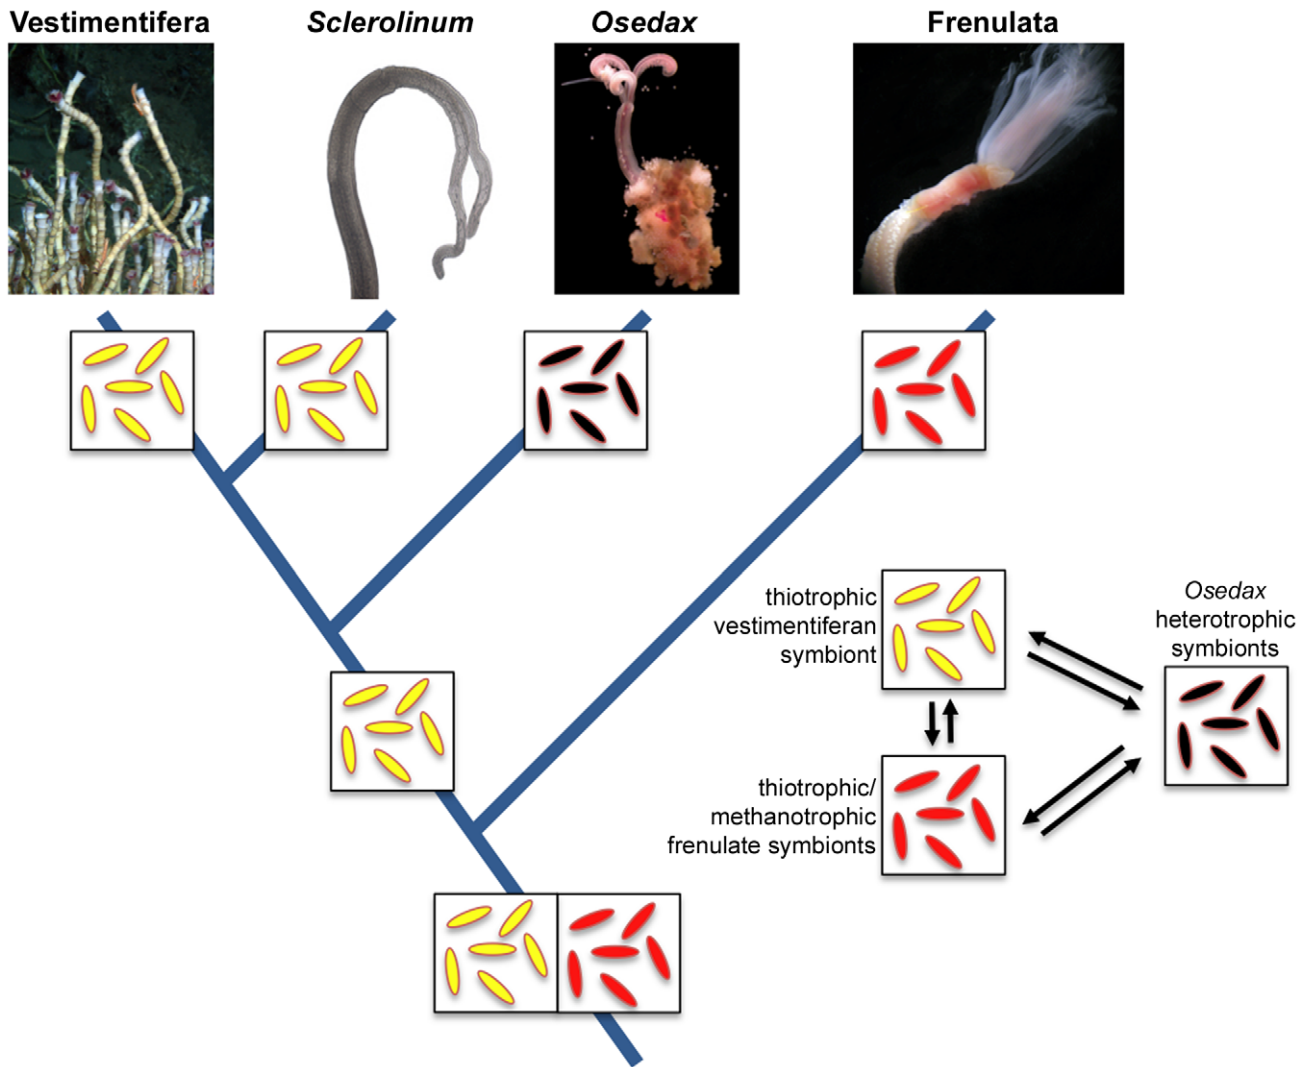 Vestimentifera
Sclerolinum
Osedax
Frenulata
thiotrophic
vestimentiferan
symbiont
Osedax
heterotrophic
symbionts
thiotrophic/
methanotrophic
frenulate symbionts